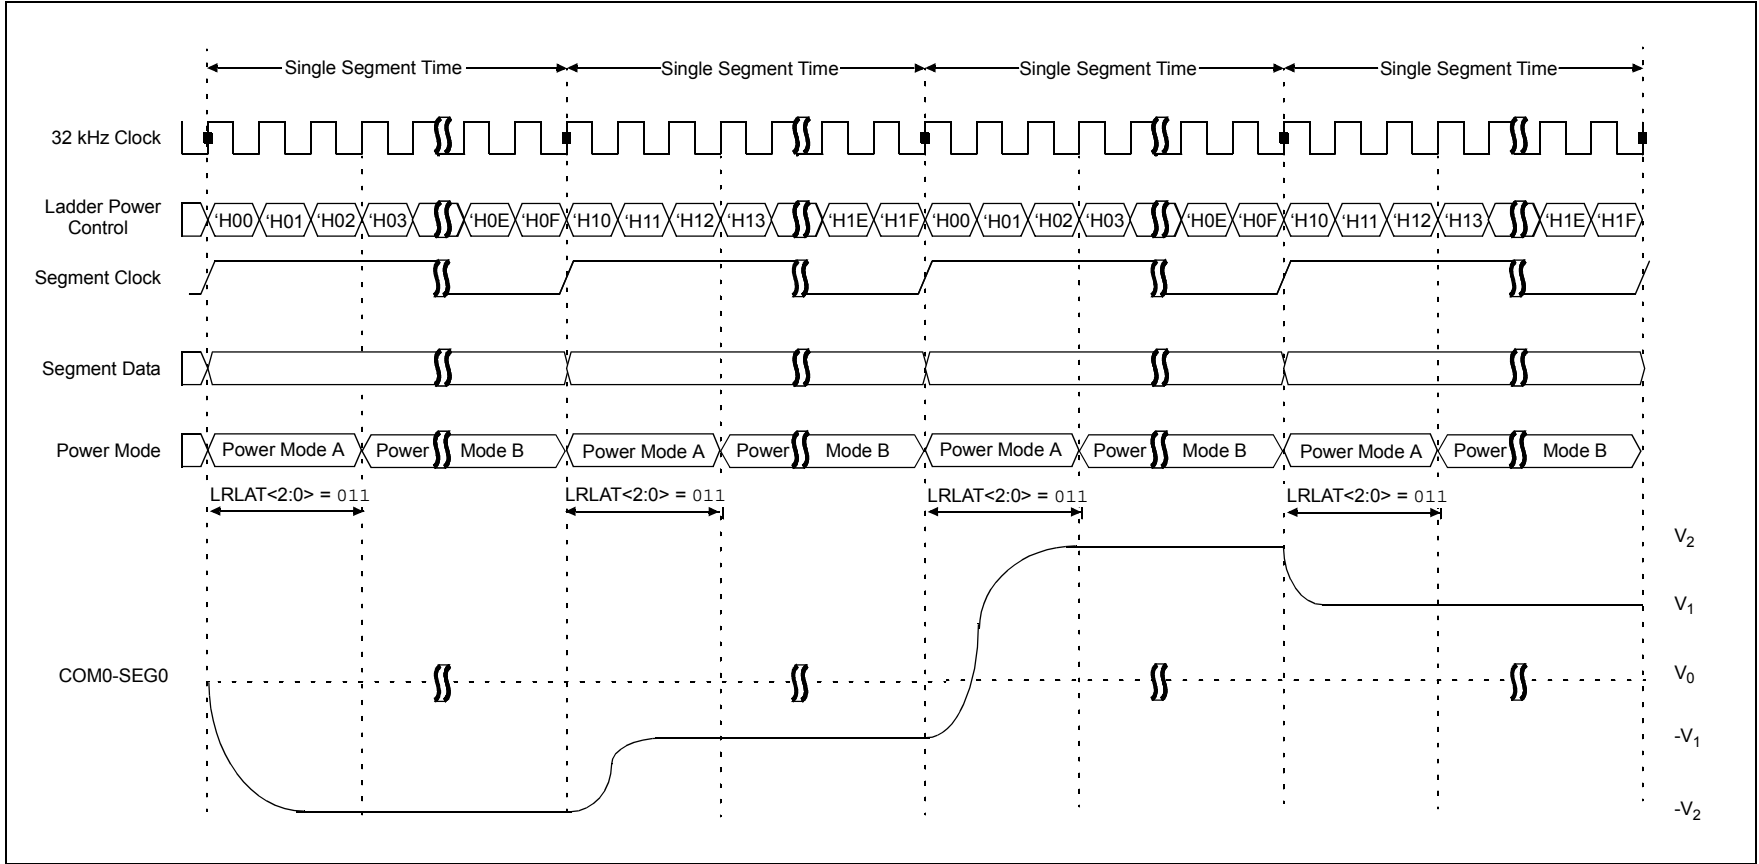 Single Segment Time Single Segment Time Single Segment Time Single Segment Time
32 kHz Clock
Ladder Power
Control
‘H00 ‘H01 ‘H02 ‘H03 ‘H0E ‘H0F ‘H10 ‘H11 ‘H12 ‘H13 ‘H1E ‘H1F ‘H00 ‘H01 ‘H02 ‘H03 ‘H0E ‘H0F ‘H10 ‘H11 ‘H12 ‘H13 ‘H1E ‘H1F
Segment Clock
Segment Data
Power Mode Power Mode A Power Mode B Power Mode A Power Mode B Power Mode A Power Mode B Power Mode A Power Mode B
LRLAT<2:0> = 011 LRLAT<2:0> = 011 LRLAT<2:0> = 011 LRLAT<2:0> = 011
V2
V1
COM0-SEG0 V0
-V1
-V2